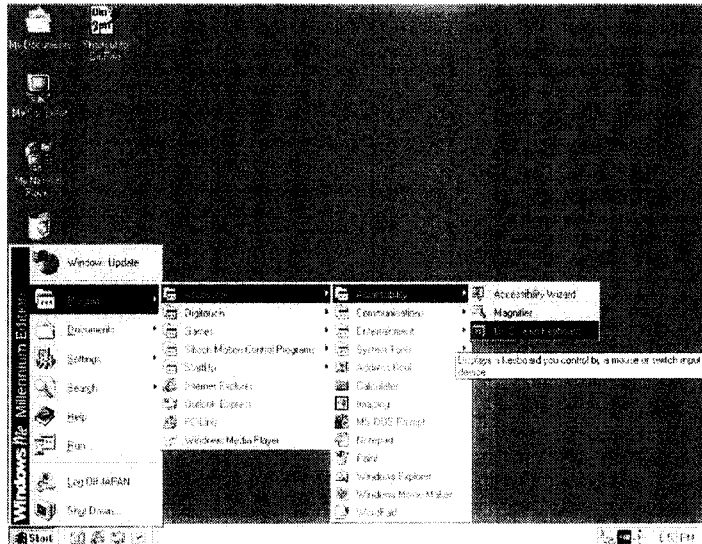 My Documents
Windows Update
Programs
Documents
Settings
Search
Help
Run...
Log Off JAPAN
Shut Down...
Windows Me Millennium Edition
Accessories
Digitouch
Games
StartUp
Internet Explorer
Outlook Express
Windows Media Player
Accessibility
Communications
Entertainment
System Tools
Address Book
Calculator
Imaging
MS-DOS Prompt
Notepad
Paint
Windows Explorer
Windows Movie Maker
WordPad
Accessibility Wizard
Magnifier
On-Screen Keyboard
Displays a keyboard you control by a mouse or switch input
device.
Start